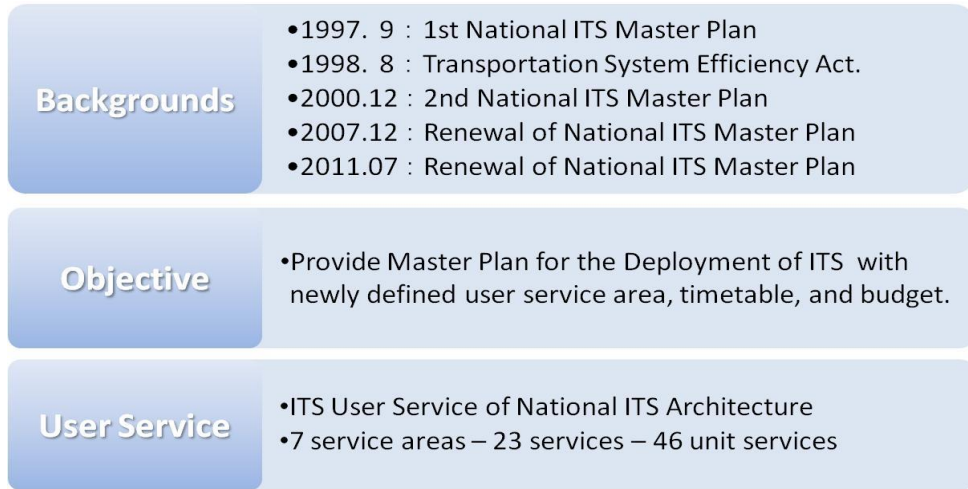 Backgrounds
•1997. 9 : 1st National ITS Master Plan
•1998. 8 : Transportation System Efficiency Act.
•2000.12 : 2nd National ITS Master Plan
•2007.12 : Renewal of National ITS Master Plan
•2011.07 : Renewal of National ITS Master Plan
Objective
•Provide Master Plan for the Deployment of ITS with
newly defined user service area, timetable, and budget.
User Service
•ITS User Service of National ITS Architecture
•7 service areas – 23 services – 46 unit services